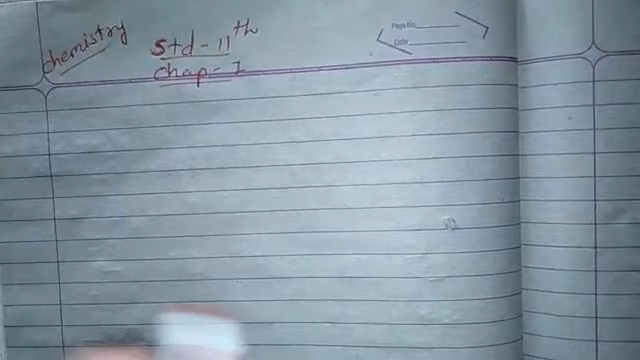 chemistry
std - 11th
chap - 1
Page No.
Date